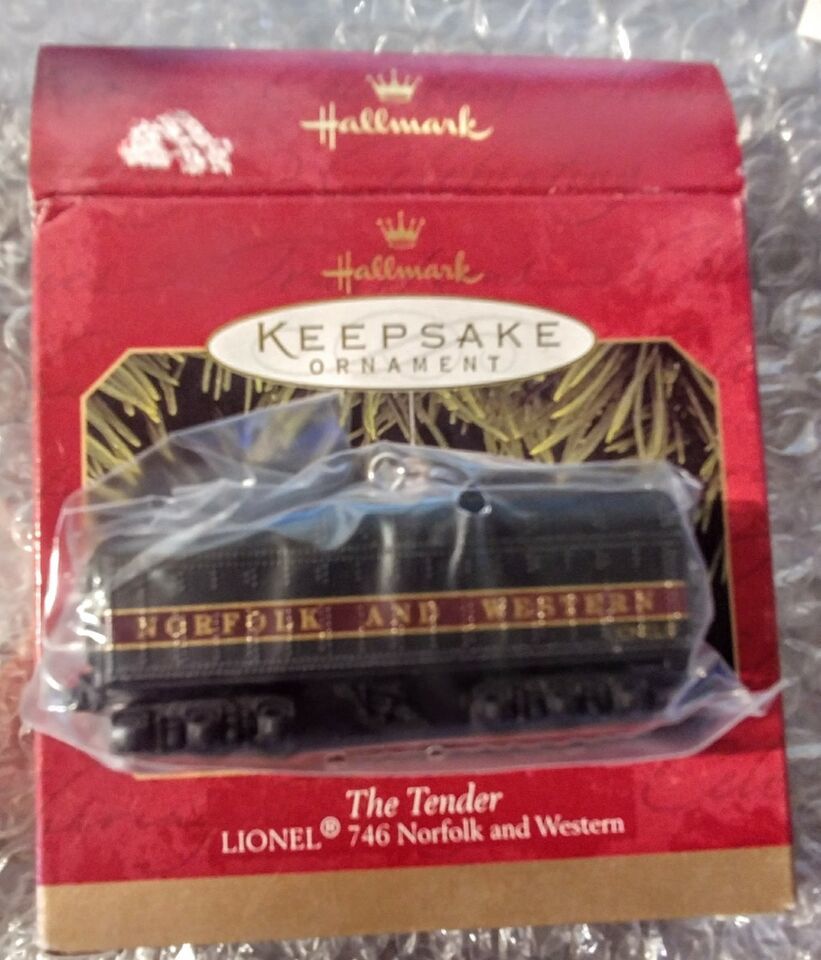 Hallmark
Hallmark
KEEPSAKE
ORNAMENT
NORFOLK AND WESTERN
The Tender
LIONEL® 746 Norfolk and Western